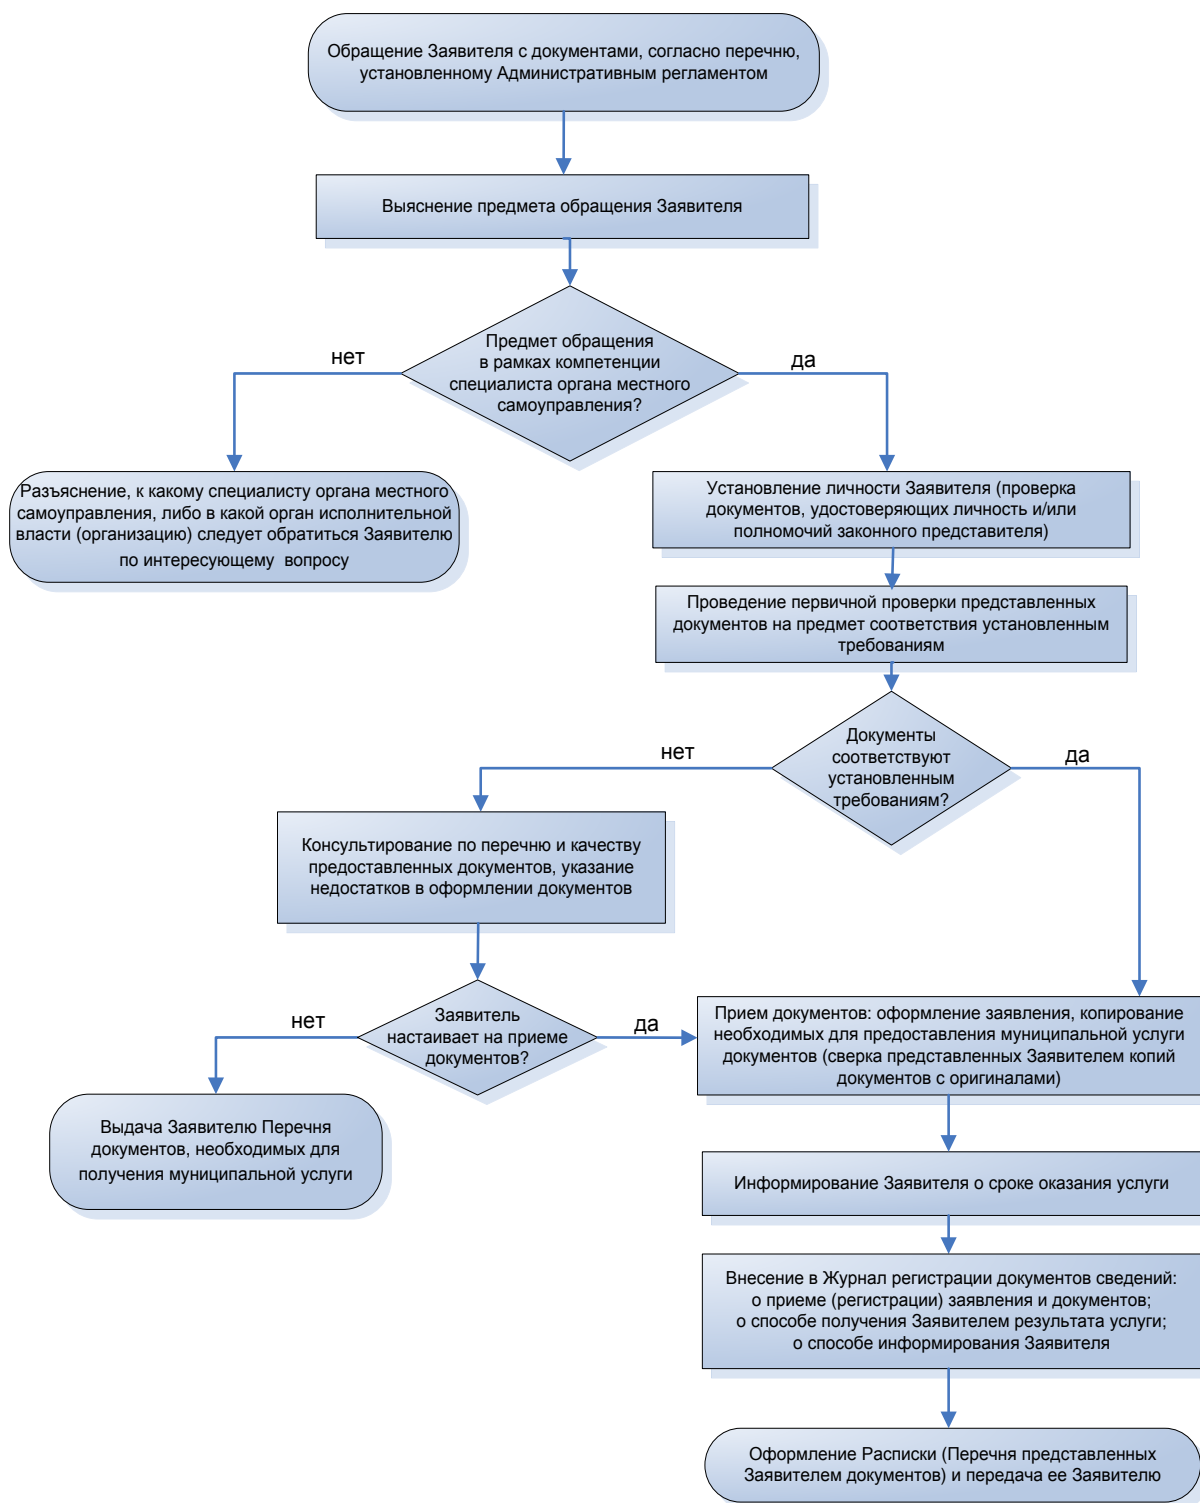 Обращение Заявителя с документами, согласно перечню,
установленному Административным регламентом
Выяснение предмета обращения Заявителя
Предмет обращения
в рамках компетенции
специалиста органа местного
самоуправления?
нет
да
Разъяснение, к какому специалисту органа местного
самоуправления, либо в какой орган исполнительной
власти (организацию) следует обратиться Заявителю
по интересующему вопросу
Установление личности Заявителя (проверка
документов, удостоверяющих личность и/или
полномочий законного представителя)
Проведение первичной проверки представленных
документов на предмет соответствия установленным
требованиям
Документы
соответствуют
установленным
требованиям?
нет
да
Консультирование по перечню и качеству
предоставленных документов, указание
недостатков в оформлении документов
Заявитель
настаивает на приеме
документов?
нет
да
Выдача Заявителю Перечня
документов, необходимых для
получения муниципальной услуги
Прием документов: оформление заявления, копирование
необходимых для предоставления муниципальной услуги
документов (сверка представленных Заявителем копий
документов с оригиналами)
Информирование Заявителя о сроке оказания услуги
Внесение в Журнал регистрации документов сведений:
о приеме (регистрации) заявления и документов;
о способе получения Заявителем результата услуги;
о способе информирования Заявителя
Оформление Расписки (Перечня представленных
Заявителем документов) и передача ее Заявителю